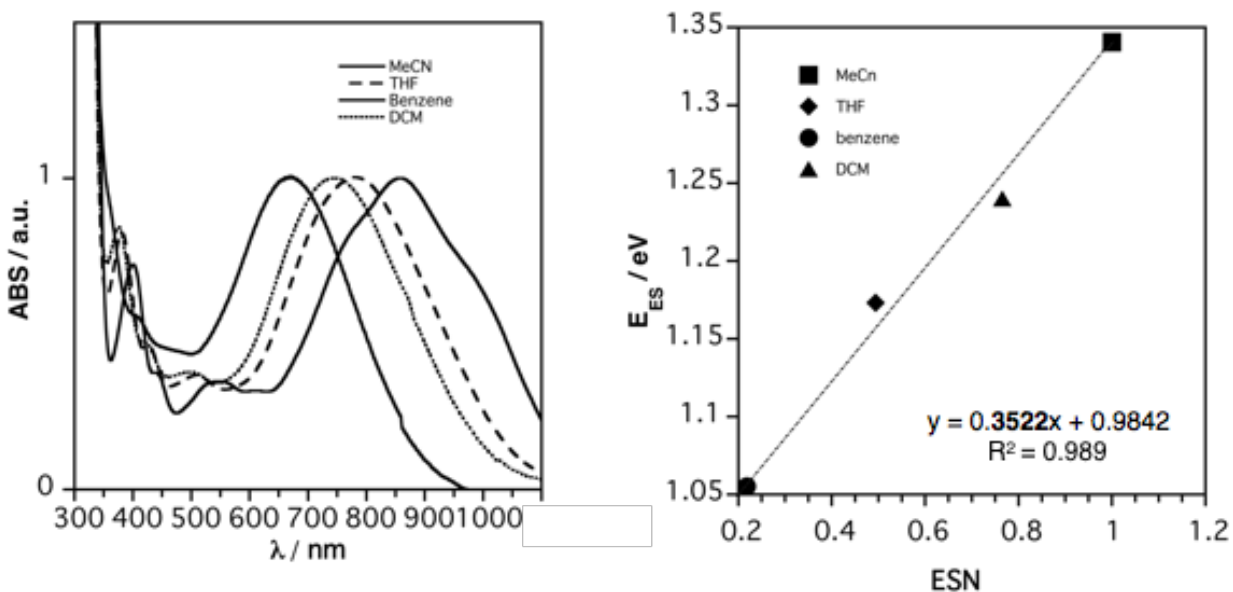 MeCN
THF
Benzene
DCM
1
ABS / a.u.
0
300 400 500 600 700 800 9001000
λ / nm
1.35
MeCn
1.3
THF
benzene
1.25
DCM
E_ES / eV
1.2
1.15
1.1
y = 0.3522x + 0.9842
R² = 0.989
1.05
0.2 0.4 0.6 0.8 1 1.2
ESN